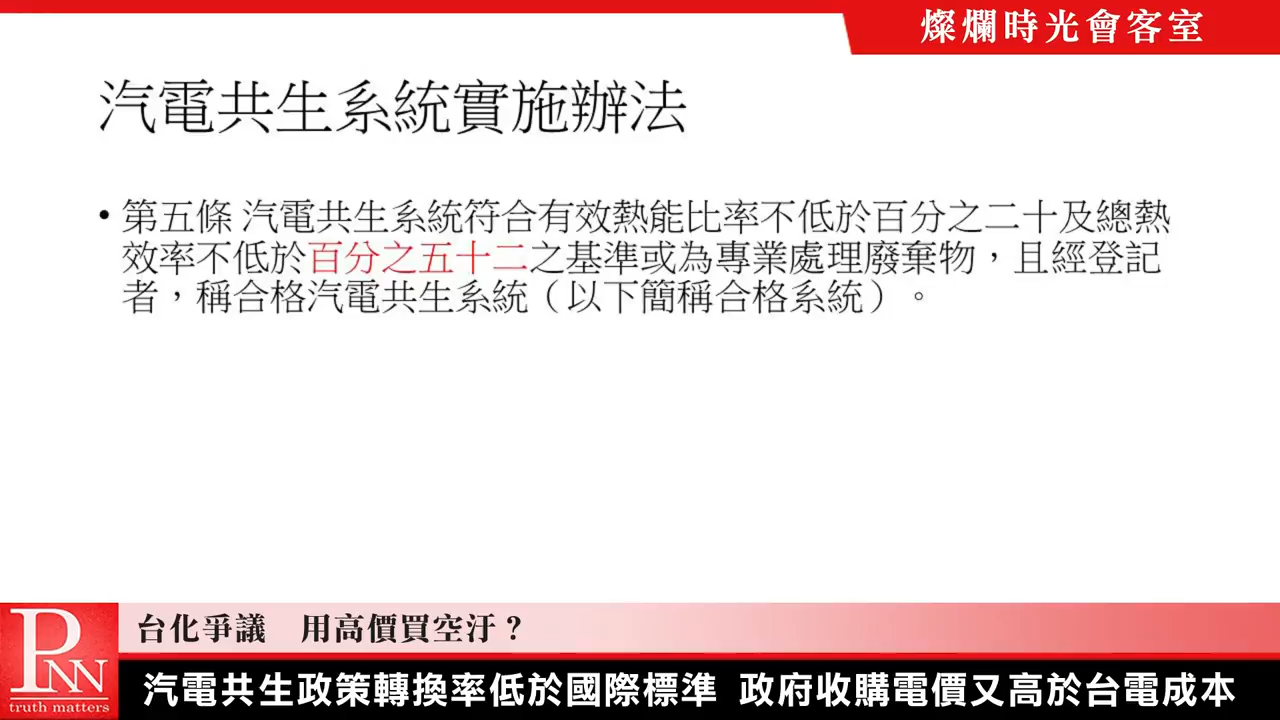 燦爛時光會客室
汽電共生系統實施辦法
• 第五條 汽電共生系統符合有效熱能比率不低於百分之二十及總熱
效率不低於百分之五十二之基準或為專業處理廢棄物，且經登記
者，稱合格汽電共生系統（以下簡稱合格系統）。
台化爭議 用高價買空汙？
PNN
truth matters
汽電共生政策轉換率低於國際標準 政府收購電價又高於台電成本